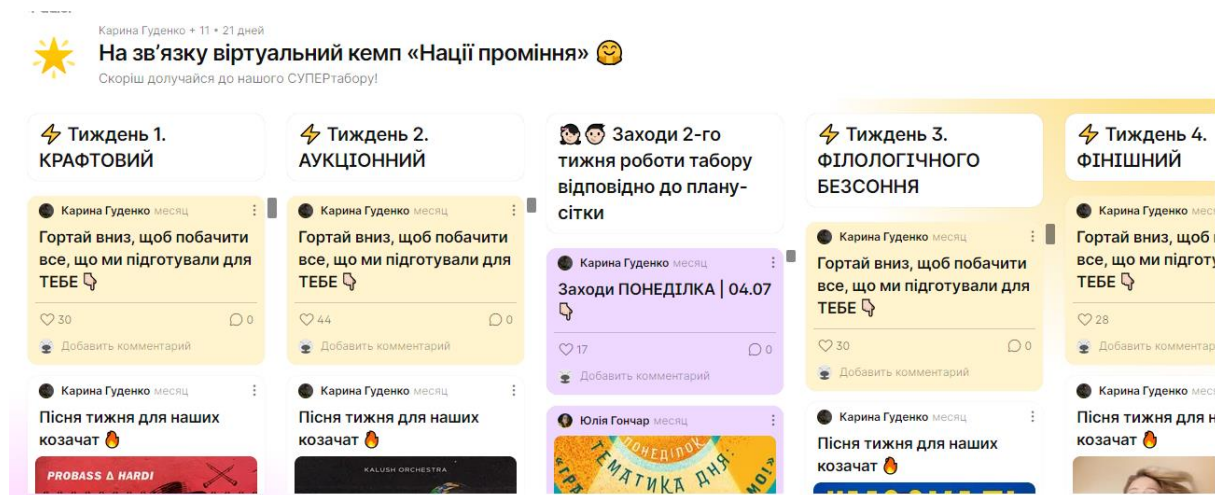 Карина Гуденко + 11 • 21 дней
На зв’язку віртуальний кемп «Нації проміння» 🤗
Скоріш долучайся до нашого СУПЕРтабору!
⚡ Тиждень 1.
КРАФТОВИЙ
Карина Гуденко месяц
Гортай вниз, щоб побачити
все, що ми підготували для
ТЕБЕ 👇🏻
30
0
Добавить комментарий
Карина Гуденко месяц
Пісня тижня для наших
козачат 🔥
PROBASS ∆ HARDI
⚡ Тиждень 2.
АУКЦІОННИЙ
Карина Гуденко месяц
Гортай вниз, щоб побачити
все, що ми підготували для
ТЕБЕ 👇🏻
44
0
Добавить комментарий
Карина Гуденко месяц
Пісня тижня для наших
козачат 🔥
KALUSH ORCHESTRA
👧🏻👦🏻 Заходи 2-го
тижня роботи табору
відповідно до плану-
сітки
Карина Гуденко месяц
Заходи ПОНЕДІЛКА | 04.07
👇🏻
17
0
Добавить комментарий
Юлія Гончар месяц
ПОНЕДІЛОК
ТЕМАТИКА ДНЯ:
⚡ Тиждень 3.
ФІЛОЛОГІЧНОГО
БЕЗСОННЯ
Карина Гуденко месяц
Гортай вниз, щоб побачити
все, що ми підготували для
ТЕБЕ 👇🏻
30
0
Добавить комментарий
Карина Гуденко месяц
Пісня тижня для наших
козачат 🔥
⚡ Тиждень 4.
ФІНІШНИЙ
Карина Гуденко
Гортай вниз, щоб
все, що ми
ТЕБЕ 👇🏻
28
Добавить
Карина Гуденко
Пісня тижня для
козачат 🔥